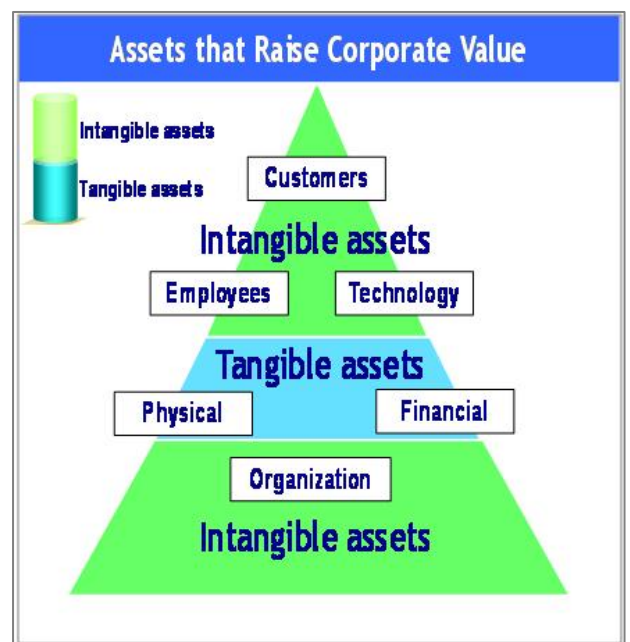 Assets that Raise Corporate Value
Intangible assets
Tangible assets
Customers
Intangible assets
Employees
Technology
Tangible assets
Physical
Financial
Organization
Intangible assets